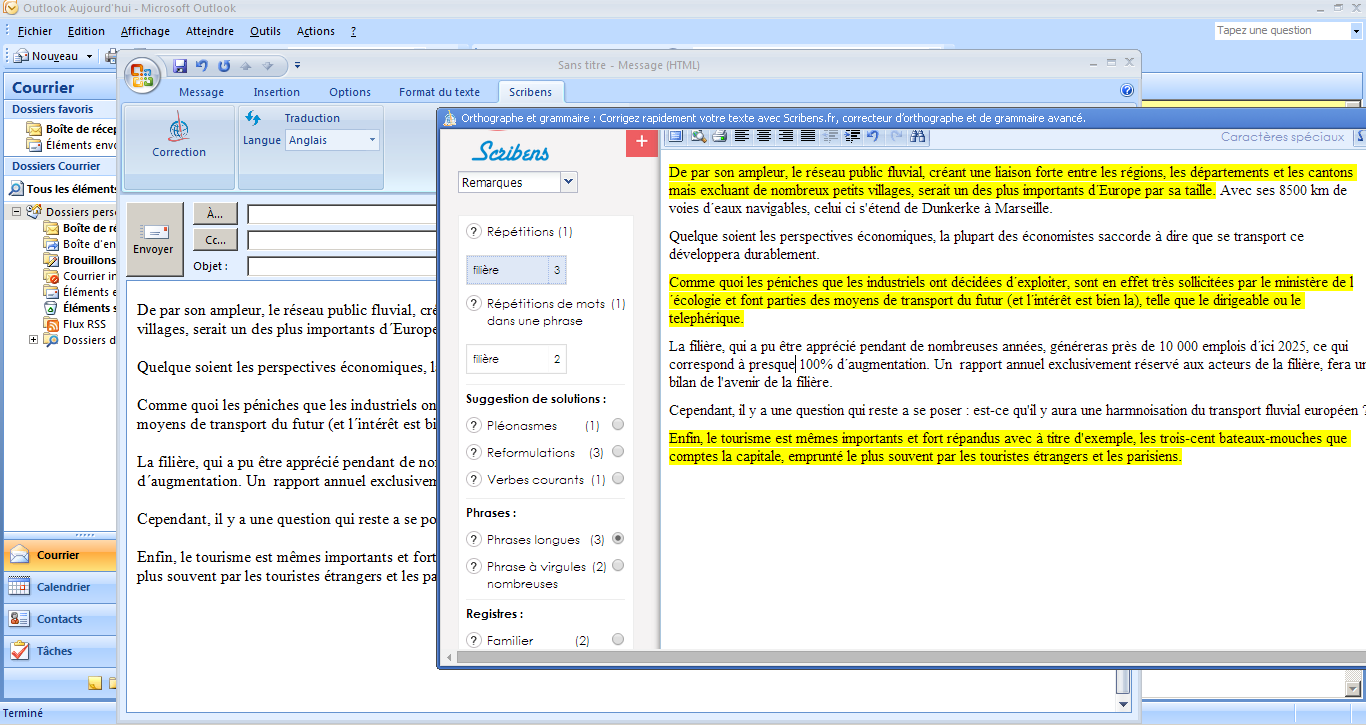 Outlook Aujourd'hui - Microsoft Outlook
Fichier Edition Affichage Atteindre Outils Actions ?
Tapez une question
Nouveau
Courrier
Dossiers favoris
Boîte de récep
Éléments envo
Dossiers Courrier
Tous les éléments
Dossiers perso
Boîte de ré
Boîte d'en
Brouillons
Courrier in
Éléments e
Éléments s
Flux RSS
Dossiers d
Courrier
Calendrier
Contacts
Tâches
Terminé
Sans titre - Message (HTML)
Message Insertion Options Format du texte Scribens
Correction
Traduction
Langue Anglais
Envoyer
À...
Cc...
Objet :
De par son ampleur, le réseau public fluvial, cré
villages, serait un des plus importants d´Europe
Quelque soient les perspectives économiques, l
Comme quoi les péniches que les industriels on
moyens de transport du futur (et l´intérêt est bi
La filière, qui a pu être apprécié pendant de no
d´augmentation. Un  rapport annuel exclusivem
Cependant, il y a une question qui reste a se po
Enfin, le tourisme est mêmes importants et fort
plus souvent par les touristes étrangers et les pa
Orthographe et grammaire : Corrigez rapidement votre texte avec Scribens.fr, correcteur d'orthographe et de grammaire avancé.
Scribens
+
Remarques
? Répétitions (1)
filière 3
? Répétitions de mots (1)
dans une phrase
filière 2
Suggestion de solutions :
? Pléonasmes (1)
? Reformulations (3)
? Verbes courants (1)
Phrases :
? Phrases longues (3)
? Phrase à virgules (2)
nombreuses
Registres :
? Familier (2)
Caractères spéciaux
De par son ampleur, le réseau public fluvial, créant une liaison forte entre les régions, les départements et les cantons
mais excluant de nombreux petits villages, serait un des plus importants d´Europe par sa taille. Avec ses 8500 km de
voies d´eaux navigables, celui ci s'étend de Dunkerke à Marseille.
Quelque soient les perspectives économiques, la plupart des économistes saccorde à dire que se transport ce
développera durablement.
Comme quoi les péniches que les industriels ont décidées d´exploiter, sont en effet très sollicitées par le ministère de l
´écologie et font parties des moyens de transport du futur (et l´intérêt est bien la), telle que le dirigeable ou le
telephérique.
La filière, qui a pu être apprécié pendant de nombreuses années, généreras près de 10 000 emplois d´ici 2025, ce qui
correspond à presque 100% d´augmentation. Un  rapport annuel exclusivement réservé aux acteurs de la filière, fera un
bilan de l'avenir de la filière.
Cependant, il y a une question qui reste a se poser : est-ce qu'il y aura une harmnoisation du transport fluvial européen ?
Enfin, le tourisme est mêmes importants et fort répandus avec à titre d'exemple, les trois-cent bateaux-mouches que
comptes la capitale, emprunté le plus souvent par les touristes étrangers et les parisiens.